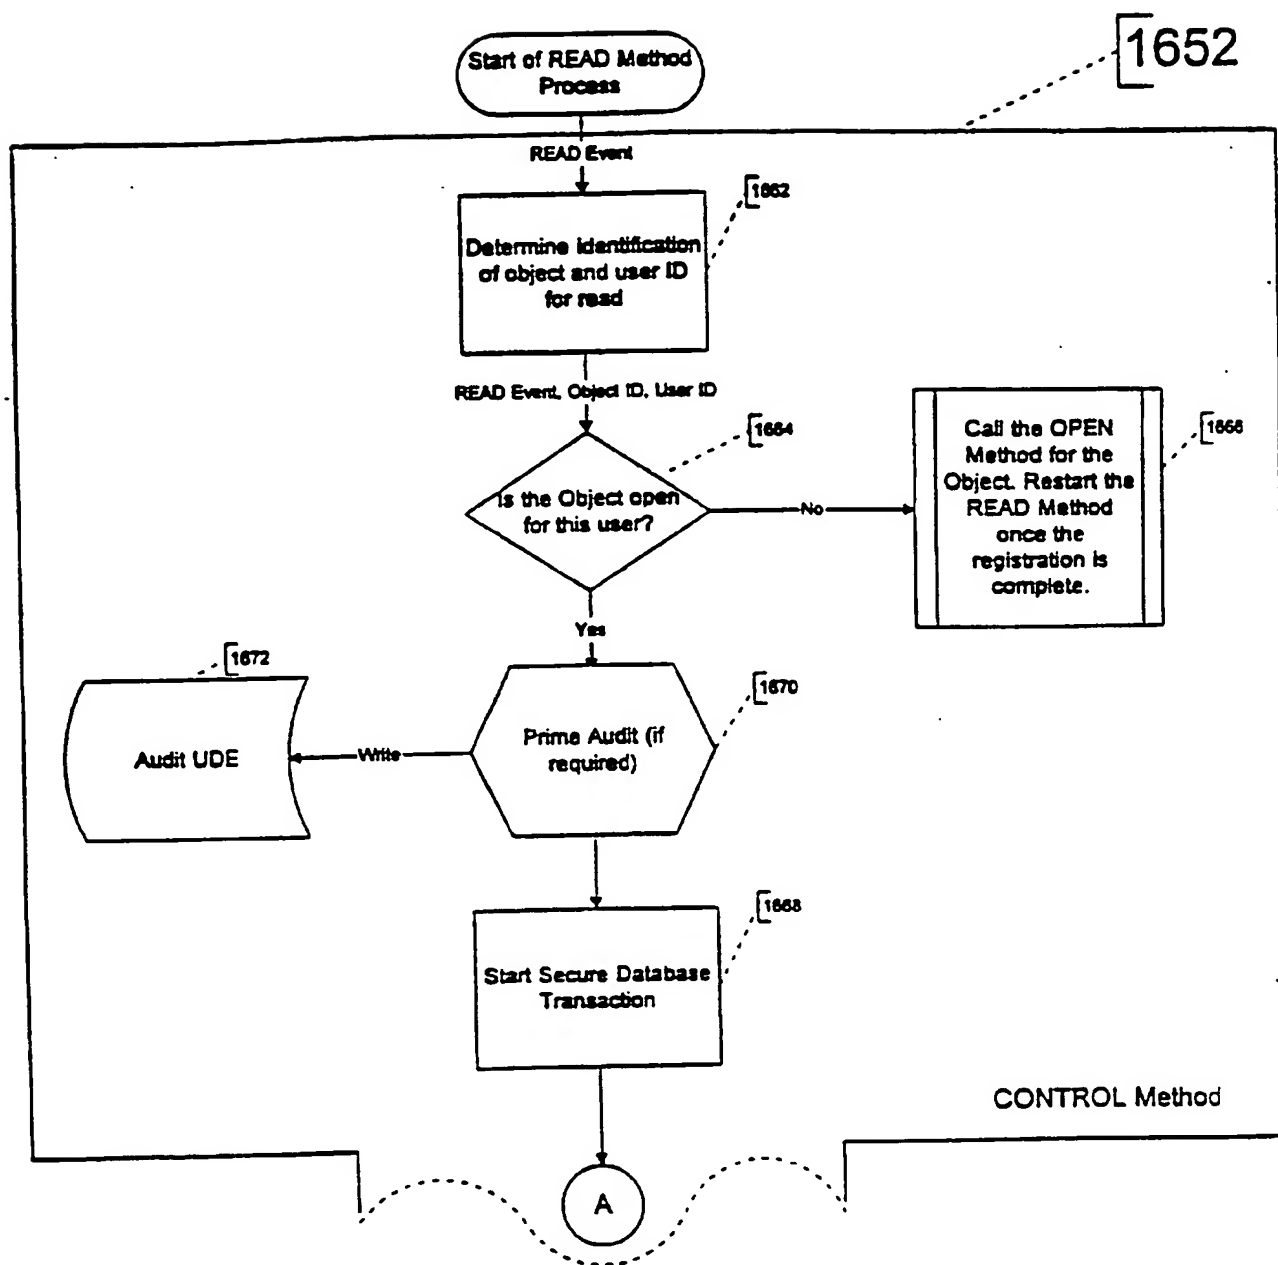 Start of READ Method
Process
1652
READ Event
1662
Determine identification
of object and user ID
for read
READ Event, Object ID, User ID
1664
Is the Object open
for this user?
No
Call the OPEN
Method for the
Object. Restart the
READ Method
once the
registration is
complete.
1666
Yes
1672
Audit UDE
Write
Prime Audit (if
required)
1670
1668
Start Secure Database
Transaction
CONTROL Method
A